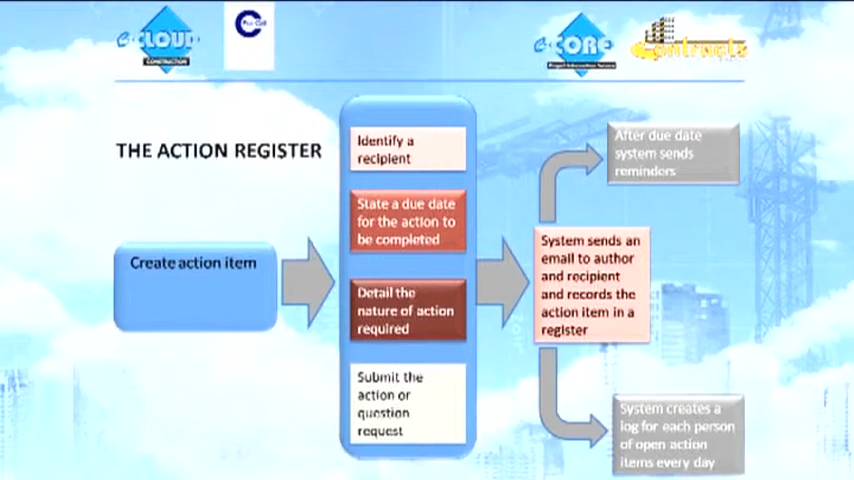 e-CLOUD
CONSTRUCTION
e-CORE
Project Information Service
Contracts
THE ACTION REGISTER
Create action item
Identify a
recipient
State a due date
for the action to
be completed
Detail the
nature of action
required
Submit the
action or
question
request
System sends an
email to author
and recipient
and records the
action item in a
register
After due date
system sends
reminders
System creates a
log for each person
of open action
items every day